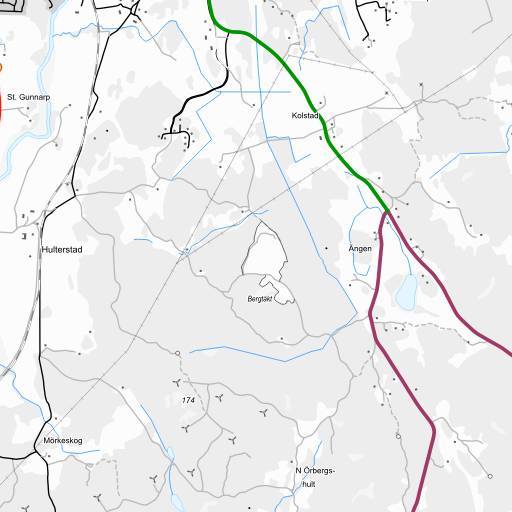 St. Gunnarp
Kolstad
Hulterstad
Ängen
Bergtäkt
174
Mörkeskog
N Örbergs-
hult